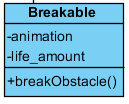 Breakable
-animation
-life_amount
+breakObstacle()